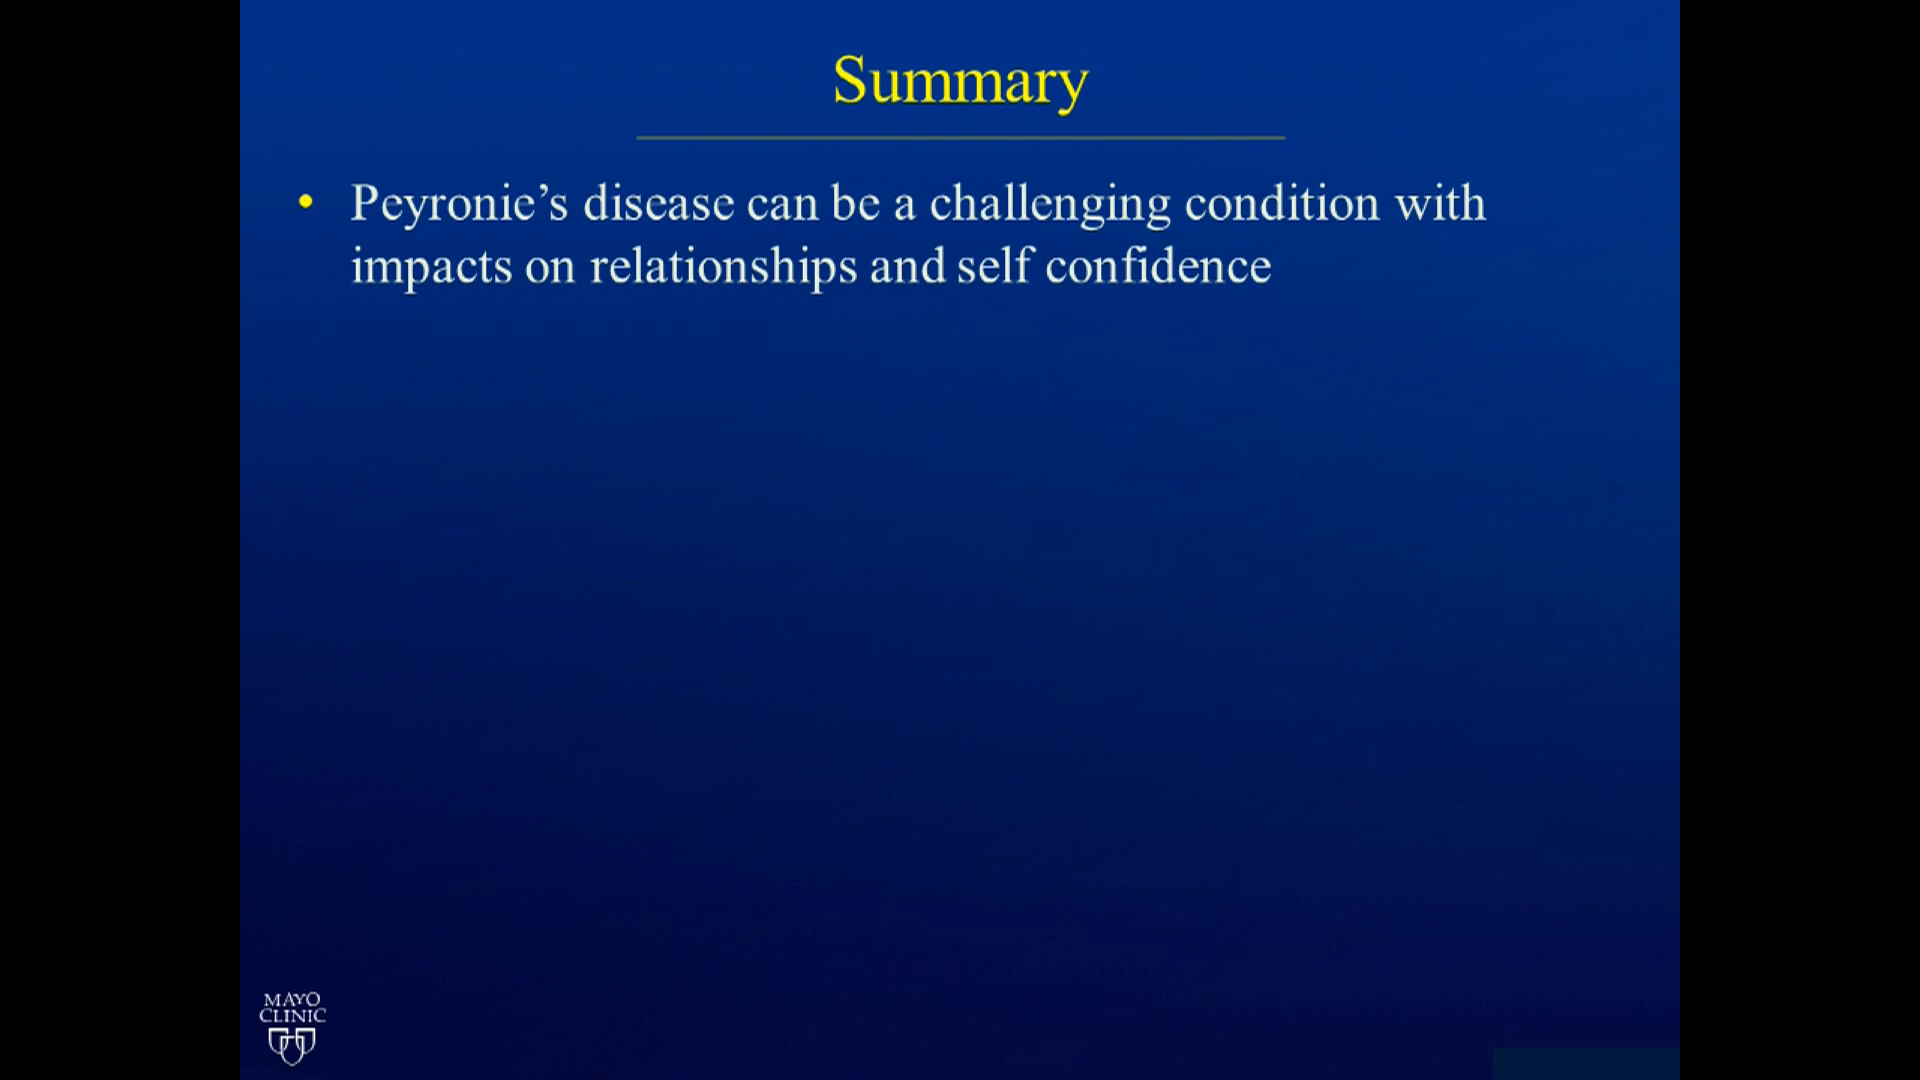 Summary
• Peyronie’s disease can be a challenging condition with
impacts on relationships and self confidence
MAYO
CLINIC